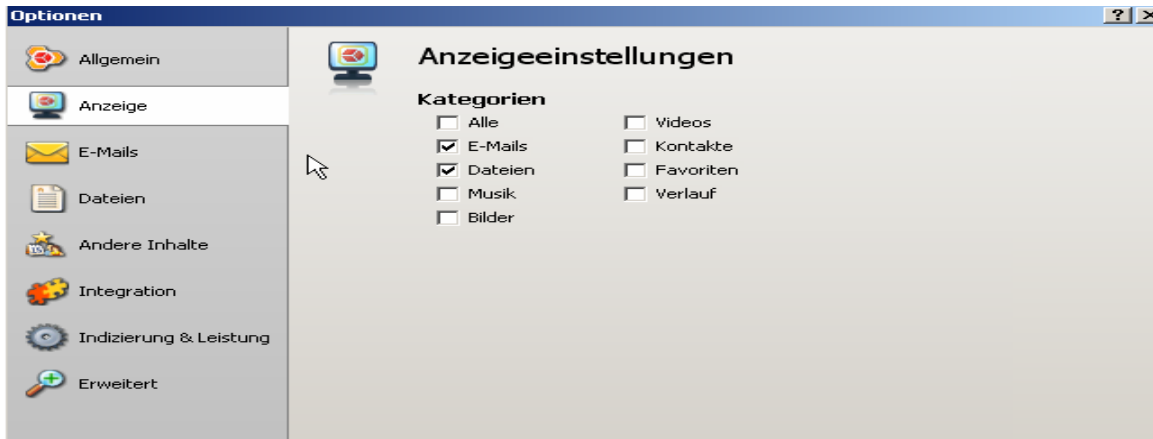 Optionen
Allgemein
Anzeige
E-Mails
Dateien
Andere Inhalte
Integration
Indizierung & Leistung
Erweitert
Anzeigeeinstellungen
Kategorien
Alle
E-Mails
Dateien
Musik
Bilder
Videos
Kontakte
Favoriten
Verlauf